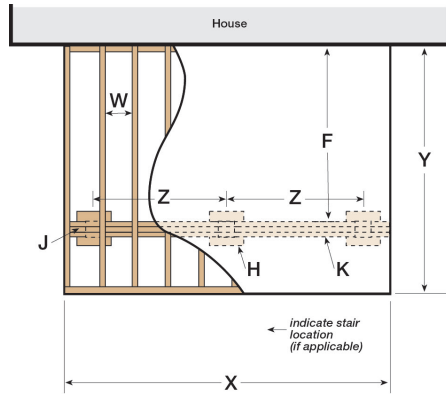 House
W
F
Y
Z
Z
J
H
K
indicate stair
location
(if applicable)
X